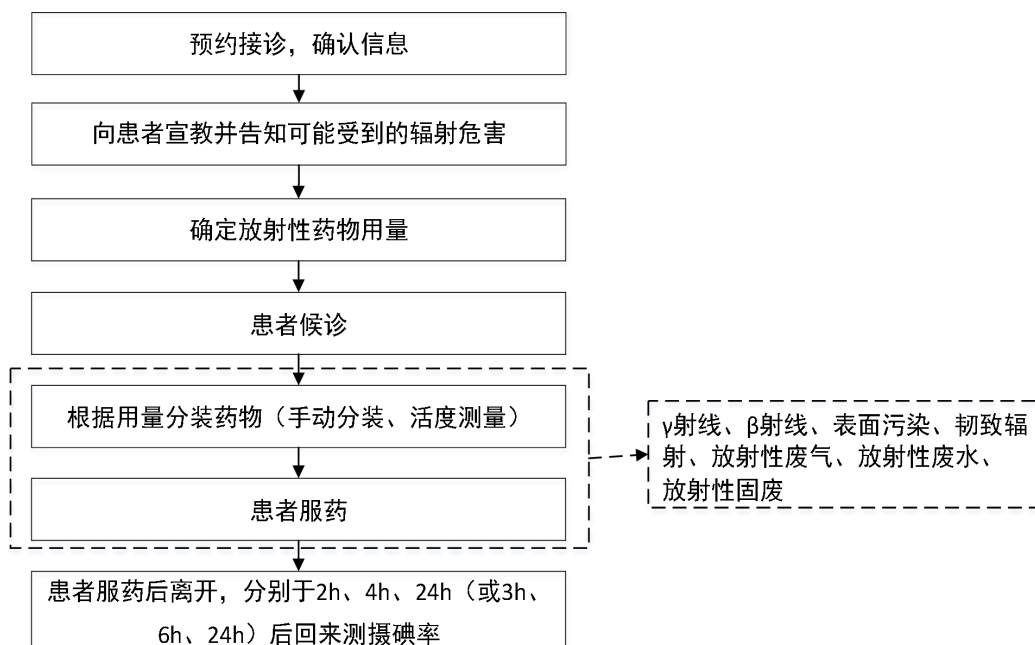 预约接诊，确认信息
向患者宣教并告知可能受到的辐射危害
确定放射性药物用量
患者候诊
根据用量分装药物（手动分装、活度测量）
患者服药
γ射线、β射线、表面污染、韧致辐
射、放射性废气、放射性废水、
放射性固废
患者服药后离开，分别于2h、4h、24h（或3h、
6h、24h）后回来测摄碘率